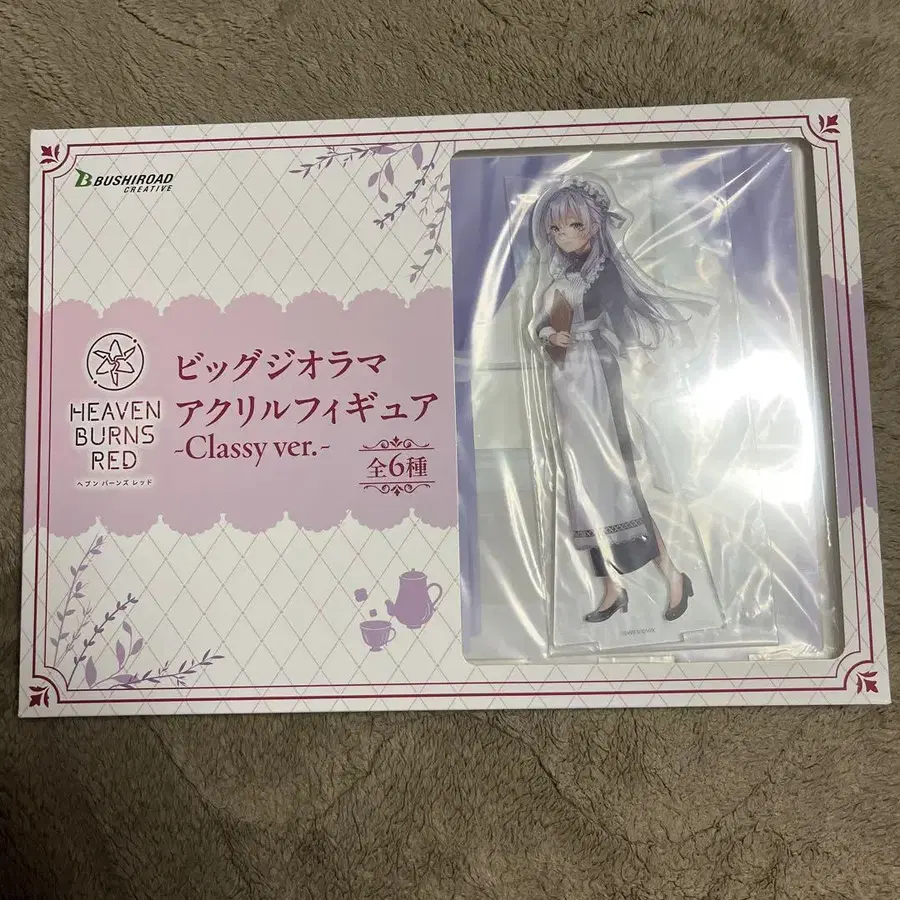 BUSHIROAD
CREATIVE
HEAVEN
BURNS
RED
ヘブン バーンズ レッド
ビッグジオラマ
アクリルフィギュア
-Classy ver.-
全6種